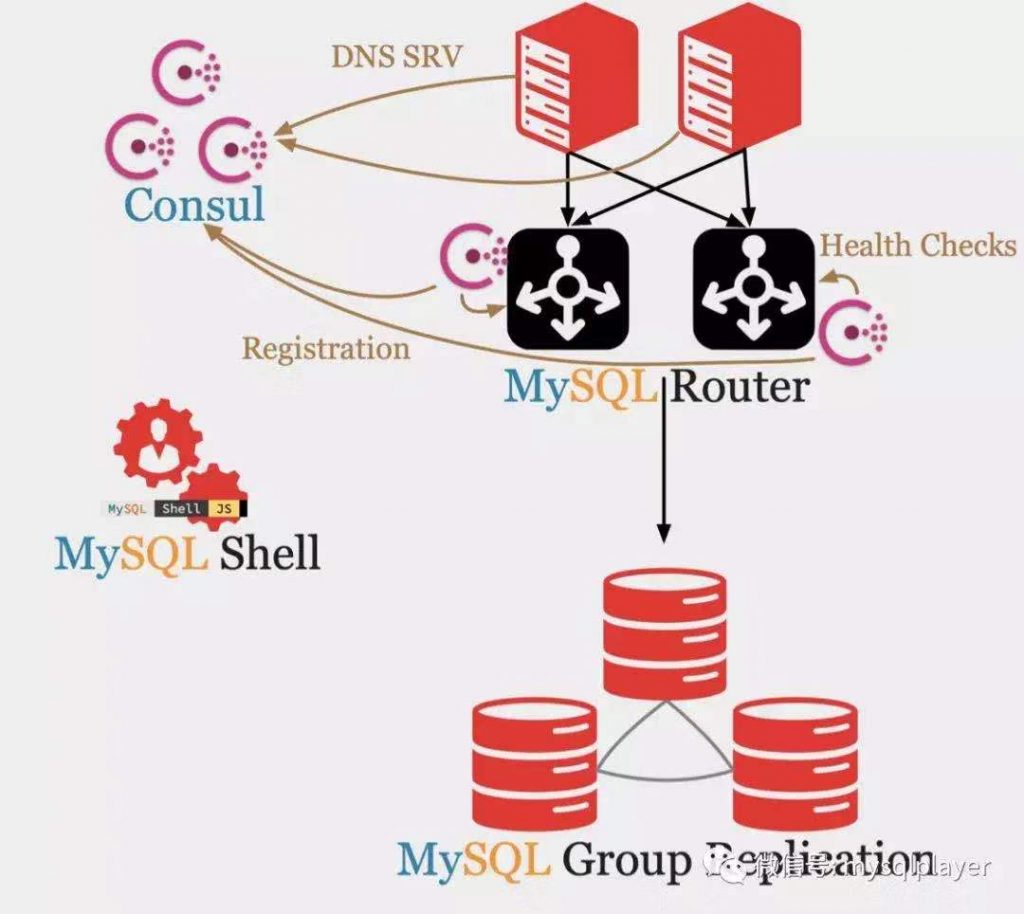 DNS SRV
Consul
Health Checks
Registration
MySQL Router
MySQL Shell JS
MySQL Shell
MySQL Group Replication
微信号: mysqlplayer